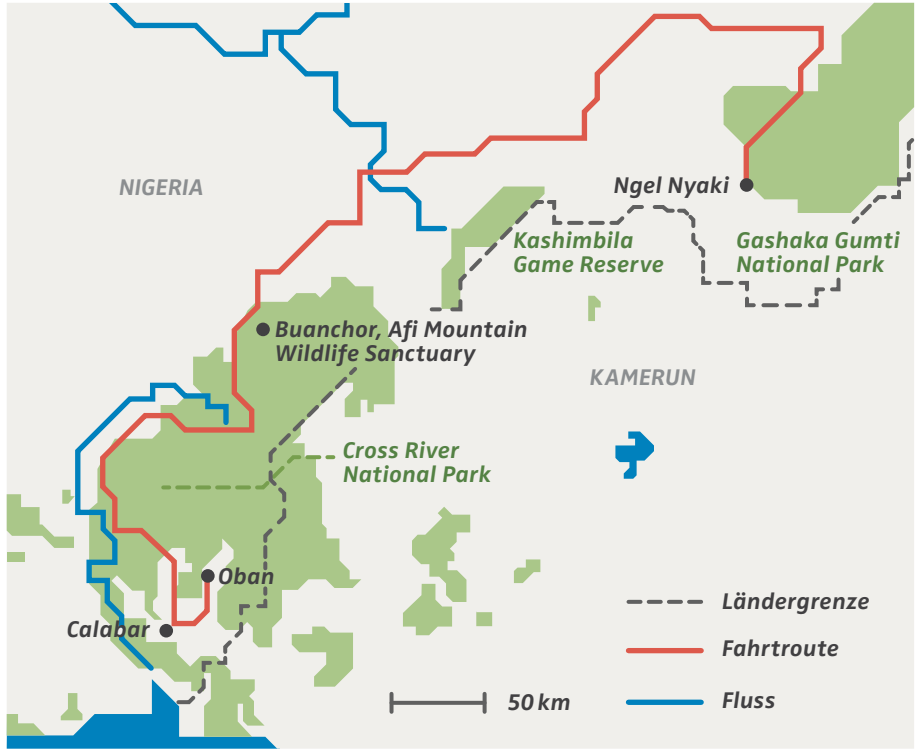 NIGERIA
Ngel Nyaki
Kashimbila
Game Reserve
Gashaka Gumti
National Park
Buanchor, Afi Mountain
Wildlife Sanctuary
KAMERUN
Cross River
National Park
Oban
Calabar
Ländergrenze
Fahrtroute
50 km
Fluss